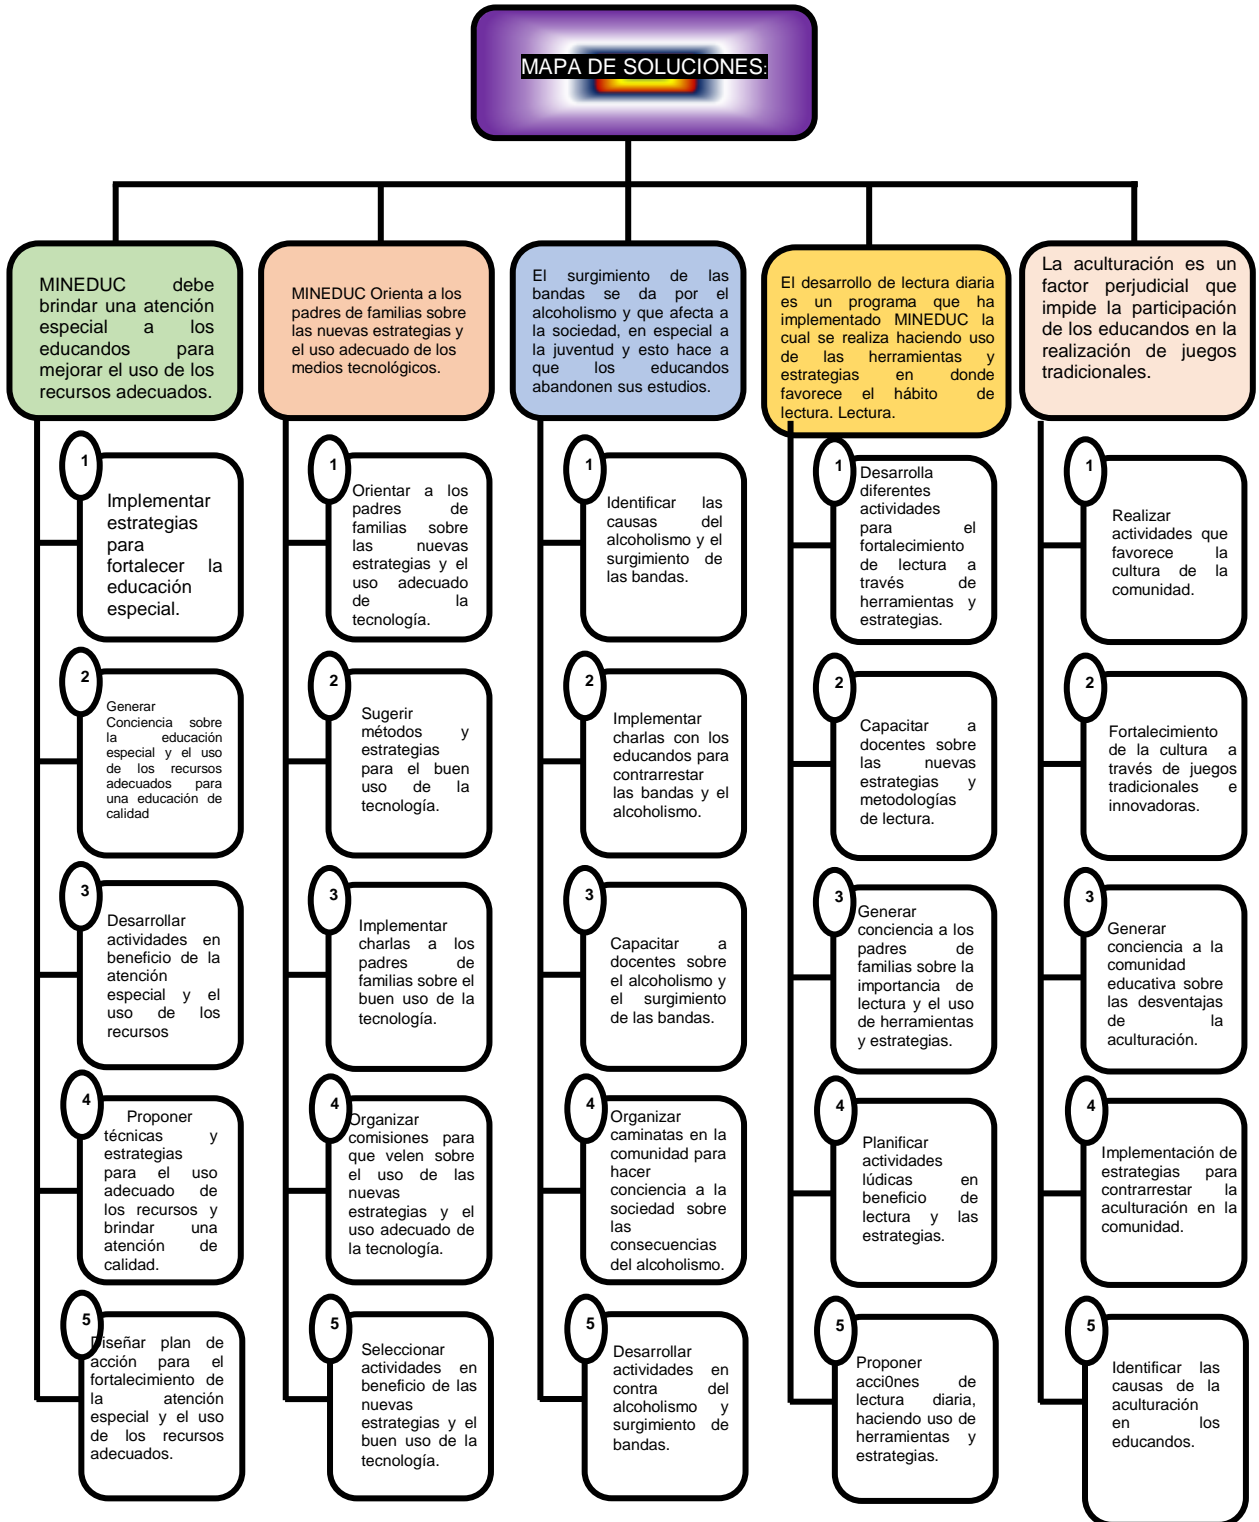 MAPA DE SOLUCIONES:
MINEDUC debe
brindar una atención
especial a los
educandos para
mejorar el uso de los
recursos adecuados.
1
Implementar
estrategias
para
fortalecer la
educación
especial.
2
Generar
Conciencia sobre
la educación
especial y el uso
de los recursos
adecuados para
una educación de
calidad
3
Desarrollar
actividades en
beneficio de la
atención
especial y el
uso de los
recursos
4
Proponer
técnicas y
estrategias
para el uso
adecuado de
los recursos y
brindar una
atención de
calidad.
5
Diseñar plan de
acción para el
fortalecimiento de
la atención
especial y el uso
de los recursos
adecuados.
MINEDUC Orienta a los
padres de familias sobre
las nuevas estrategias y
el uso adecuado de los
medios tecnológicos.
1
Orientar a los
padres de
familias sobre
las nuevas
estrategias y el
uso adecuado
de la
tecnología.
2
Sugerir
métodos y
estrategias
para el buen
uso de la
tecnología.
3
Implementar
charlas a los
padres de
familias sobre el
buen uso de la
tecnología.
4
Organizar
comisiones para
que velen sobre
el uso de las
nuevas
estrategias y el
uso adecuado de
la tecnología.
5
Seleccionar
actividades en
beneficio de las
nuevas
estrategias y el
buen uso de la
tecnología.
El surgimiento de las
bandas se da por el
alcoholismo y que afecta a
la sociedad, en especial a
la juventud y esto hace a
que los educandos
abandonen sus estudios.
1
Identificar las
causas del
alcoholismo y el
surgimiento de
las bandas.
2
Implementar
charlas con los
educandos para
contrarrestar
las bandas y el
alcoholismo.
3
Capacitar a
docentes sobre
el alcoholismo y
el surgimiento
de las bandas.
4
Organizar
caminatas en la
comunidad para
hacer
conciencia a la
sociedad sobre
las
consecuencias
del alcoholismo.
5
Desarrollar
actividades en
contra del
alcoholismo y
surgimiento de
bandas.
El desarrollo de lectura diaria
es un programa que ha
implementado MINEDUC la
cual se realiza haciendo uso
de las herramientas y
estrategias en donde
favorece el hábito de
lectura. Lectura.
1
Desarrolla
diferentes
actividades
para el
fortalecimiento
de lectura a
través de
herramientas y
estrategias.
2
Capacitar a
docentes sobre
las nuevas
estrategias y
metodologías
de lectura.
3
Generar
conciencia a los
padres de
familias sobre la
importancia de
lectura y el uso
de herramientas
y estrategias.
4
Planificar
actividades
lúdicas en
beneficio de
lectura y las
estrategias.
5
Proponer
acci0nes de
lectura diaria,
haciendo uso de
herramientas y
estrategias.
La aculturación es un
factor perjudicial que
impide la participación
de los educandos en la
realización de juegos
tradicionales.
1
Realizar
actividades que
favorece la
cultura de la
comunidad.
2
Fortalecimiento
de la cultura a
través de juegos
tradicionales e
innovadoras.
3
Generar
conciencia a la
comunidad
educativa sobre
las desventajas
de la
aculturación.
4
Implementación de
estrategias para
contrarrestar la
aculturación en la
comunidad.
5
Identificar las
causas de la
aculturación
en los
educandos.